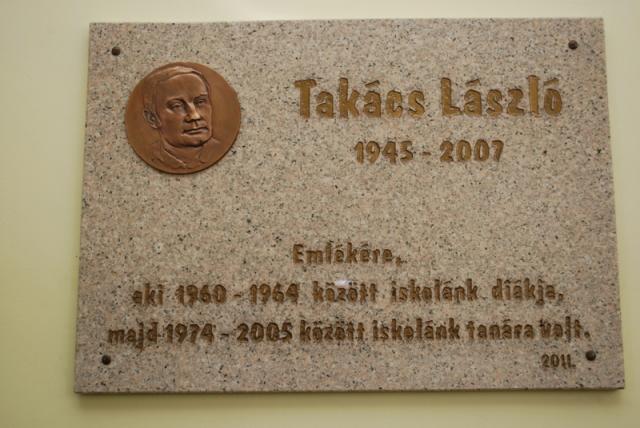 Takács László
1945 - 2007
Emlékére,
aki 1960 - 1964 között iskolánk diákja,
majd 1974 - 2005 között iskolánk tanára volt.
2011.